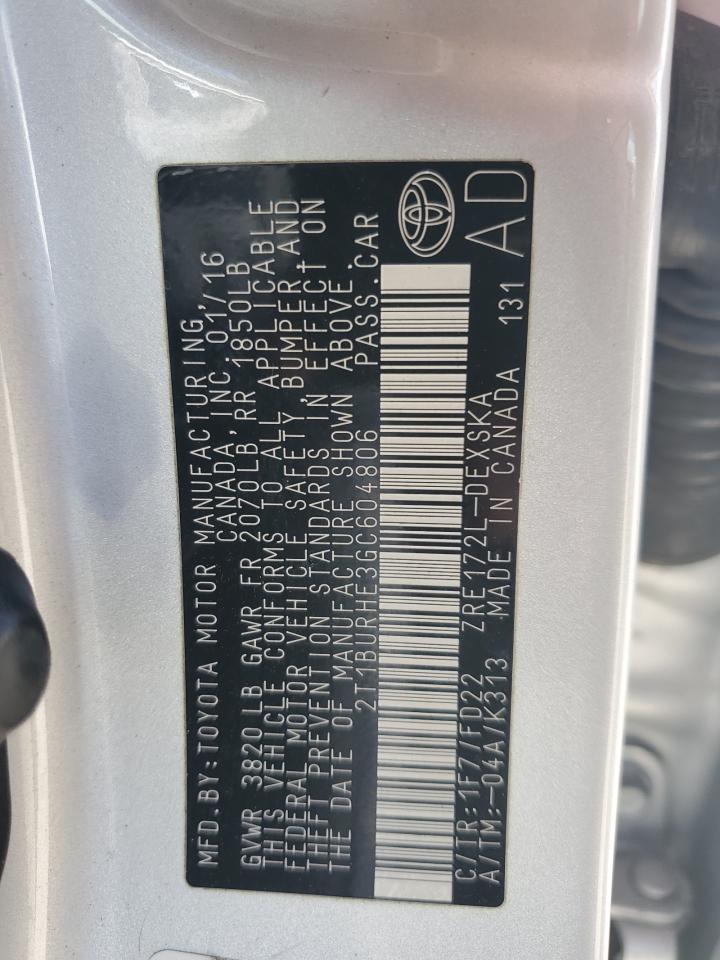 MFD.BY:TOYOTA MOTOR MANUFACTURING,
CANADA,INC.01/16
GVWR 3820LB GAWR FR 2070LB,RR 1850LB
THIS VEHICLE CONFORMS TO ALL APPLICABLE
FEDERAL MOTOR VEHICLE SAFETY,BUMPER,AND
THEFT PREVENTION STANDARDS IN EFFECT ON
THE DATE OF MANUFACTURE SHOWN ABOVE.
2T1BURHE3GC604806 PASS.CAR
C/TR:1F7/FD22 ZRE172L-DEXSKA
A/TM:-04A/K313 MADE IN CANADA 131
AD